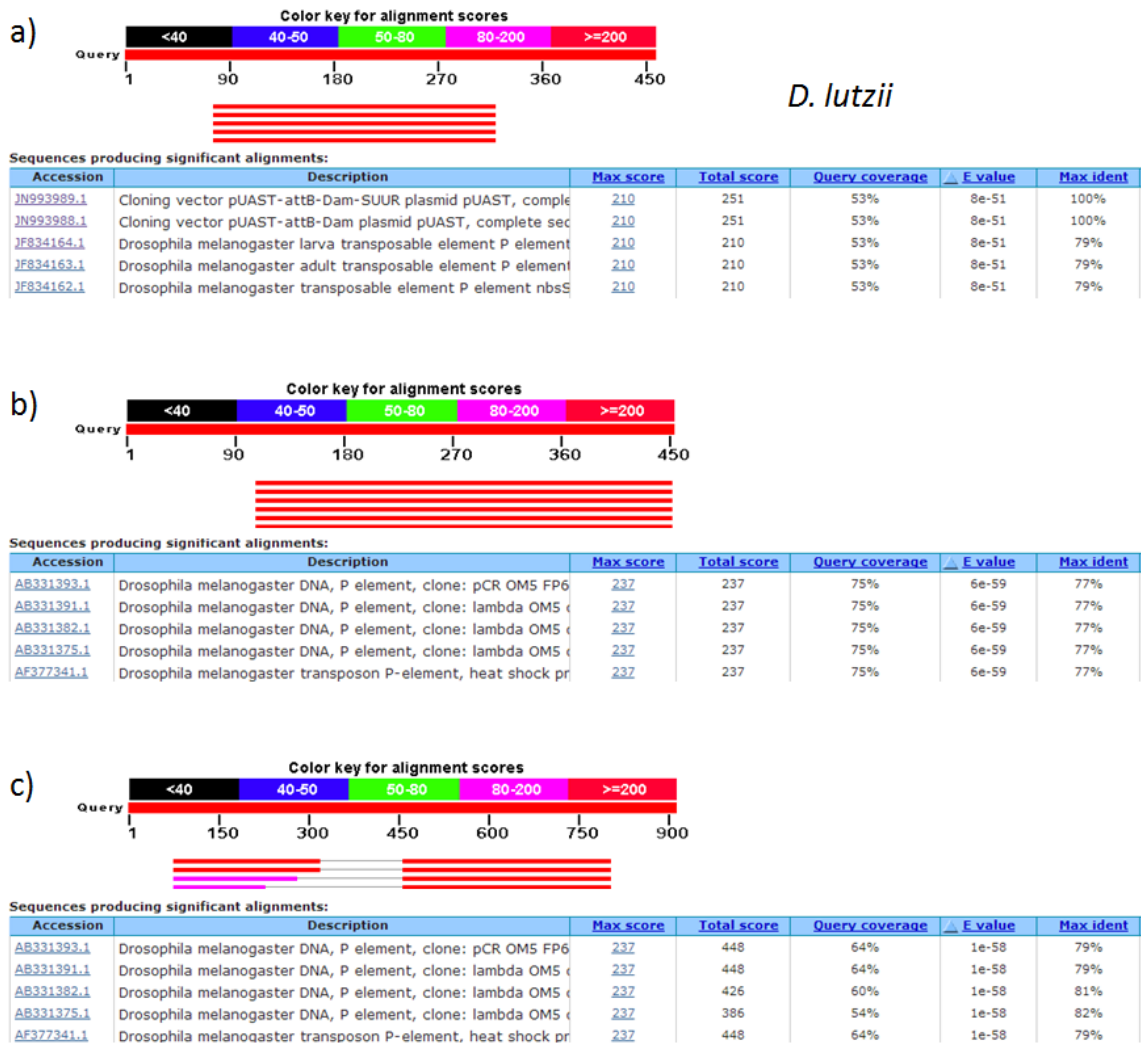 a)
Color key for alignment scores
<40 40-50 50-80 80-200 >=200
Query
1 90 180 270 360 450
D. lutzii
Sequences producing significant alignments:
Accession Description Max score Total score Query coverage E value Max ident
JN993989.1 Cloning vector pUAST-attB-Dam-SUUR plasmid pUAST, comple 210 251 53% 8e-51 100%
JN993988.1 Cloning vector pUAST-attB-Dam plasmid pUAST, complete sec 210 251 53% 8e-51 100%
JF834164.1 Drosophila melanogaster larva transposable element P element 210 210 53% 8e-51 79%
JF834163.1 Drosophila melanogaster adult transposable element P element 210 210 53% 8e-51 79%
JF834162.1 Drosophila melanogaster transposable element P element nbsS 210 210 53% 8e-51 79%
b)
Color key for alignment scores
<40 40-50 50-80 80-200 >=200
Query
1 90 180 270 360 450
Sequences producing significant alignments:
Accession Description Max score Total score Query coverage E value Max ident
AB331393.1 Drosophila melanogaster DNA, P element, clone: pCR OM5 FP6 237 237 75% 6e-59 77%
AB331391.1 Drosophila melanogaster DNA, P element, clone: lambda OM5 c 237 237 75% 6e-59 77%
AB331382.1 Drosophila melanogaster DNA, P element, clone: lambda OM5 c 237 237 75% 6e-59 77%
AB331375.1 Drosophila melanogaster DNA, P element, clone: lambda OM5 c 237 237 75% 6e-59 77%
AF377341.1 Drosophila melanogaster transposon P-element, heat shock pr 237 237 75% 6e-59 77%
c)
Color key for alignment scores
<40 40-50 50-80 80-200 >=200
Query
1 150 300 450 600 750 900
Sequences producing significant alignments:
Accession Description Max score Total score Query coverage E value Max ident
AB331393.1 Drosophila melanogaster DNA, P element, clone: pCR OM5 FP6 237 448 64% 1e-58 79%
AB331391.1 Drosophila melanogaster DNA, P element, clone: lambda OM5 c 237 448 64% 1e-58 79%
AB331382.1 Drosophila melanogaster DNA, P element, clone: lambda OM5 c 237 426 60% 1e-58 81%
AB331375.1 Drosophila melanogaster DNA, P element, clone: lambda OM5 c 237 386 54% 1e-58 82%
AF377341.1 Drosophila melanogaster transposon P-element, heat shock pr 237 448 64% 1e-58 79%